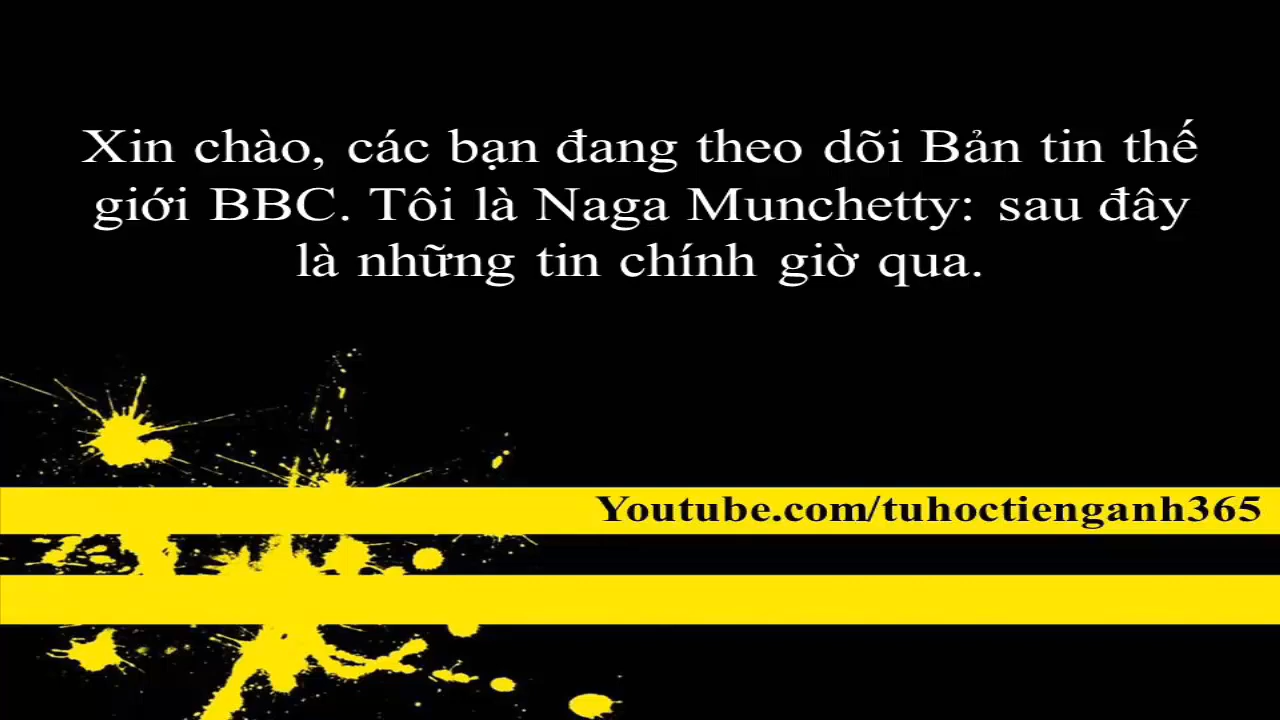 Xin chào, các bạn đang theo dõi Bản tin thế
giới BBC. Tôi là Naga Munchetty: sau đây
là những tin chính giờ qua.
Youtube.com/tuhoctienganh365